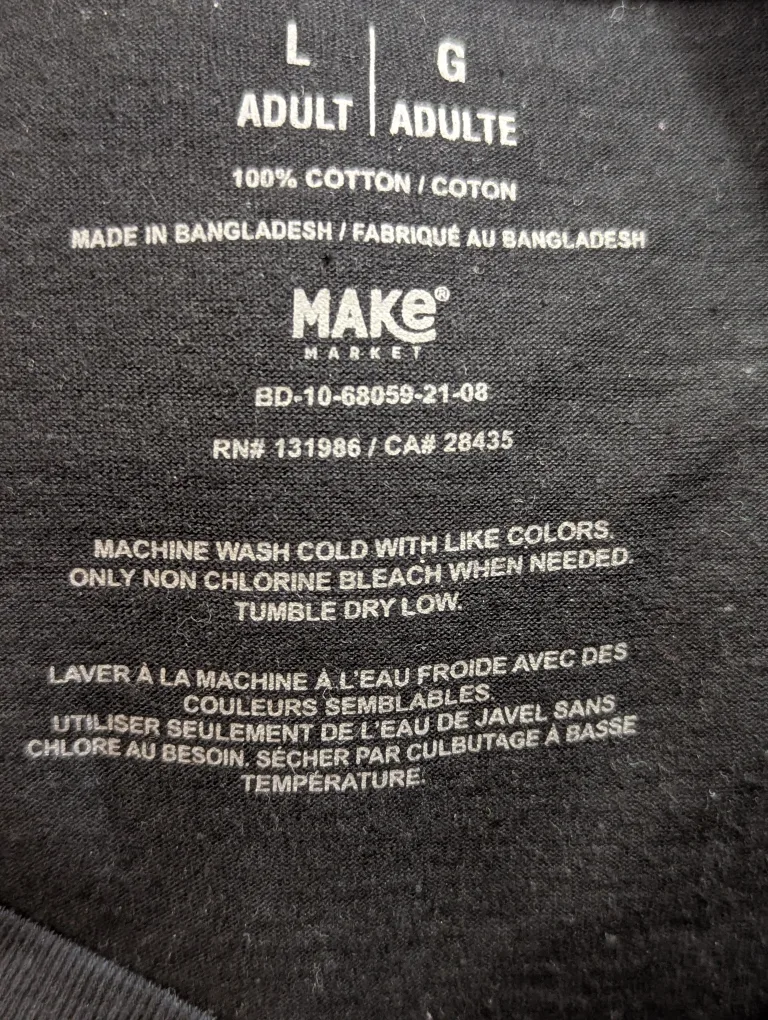 L | G
ADULT | ADULTE
100% COTTON / COTON
MADE IN BANGLADESH / FABRIQUÉ AU BANGLADESH
MAKe®
MARKET
BD-10-68059-21-08
RN# 131986 / CA# 28435
MACHINE WASH COLD WITH LIKE COLORS.
ONLY NON CHLORINE BLEACH WHEN NEEDED.
TUMBLE DRY LOW.
LAVER À LA MACHINE À L'EAU FROIDE AVEC DES
COULEURS SEMBLABLES.
UTILISER SEULEMENT DE L'EAU DE JAVEL SANS
CHLORE AU BESOIN. SÉCHER PAR CULBUTAGE À BASSE
TEMPÉRATURE.